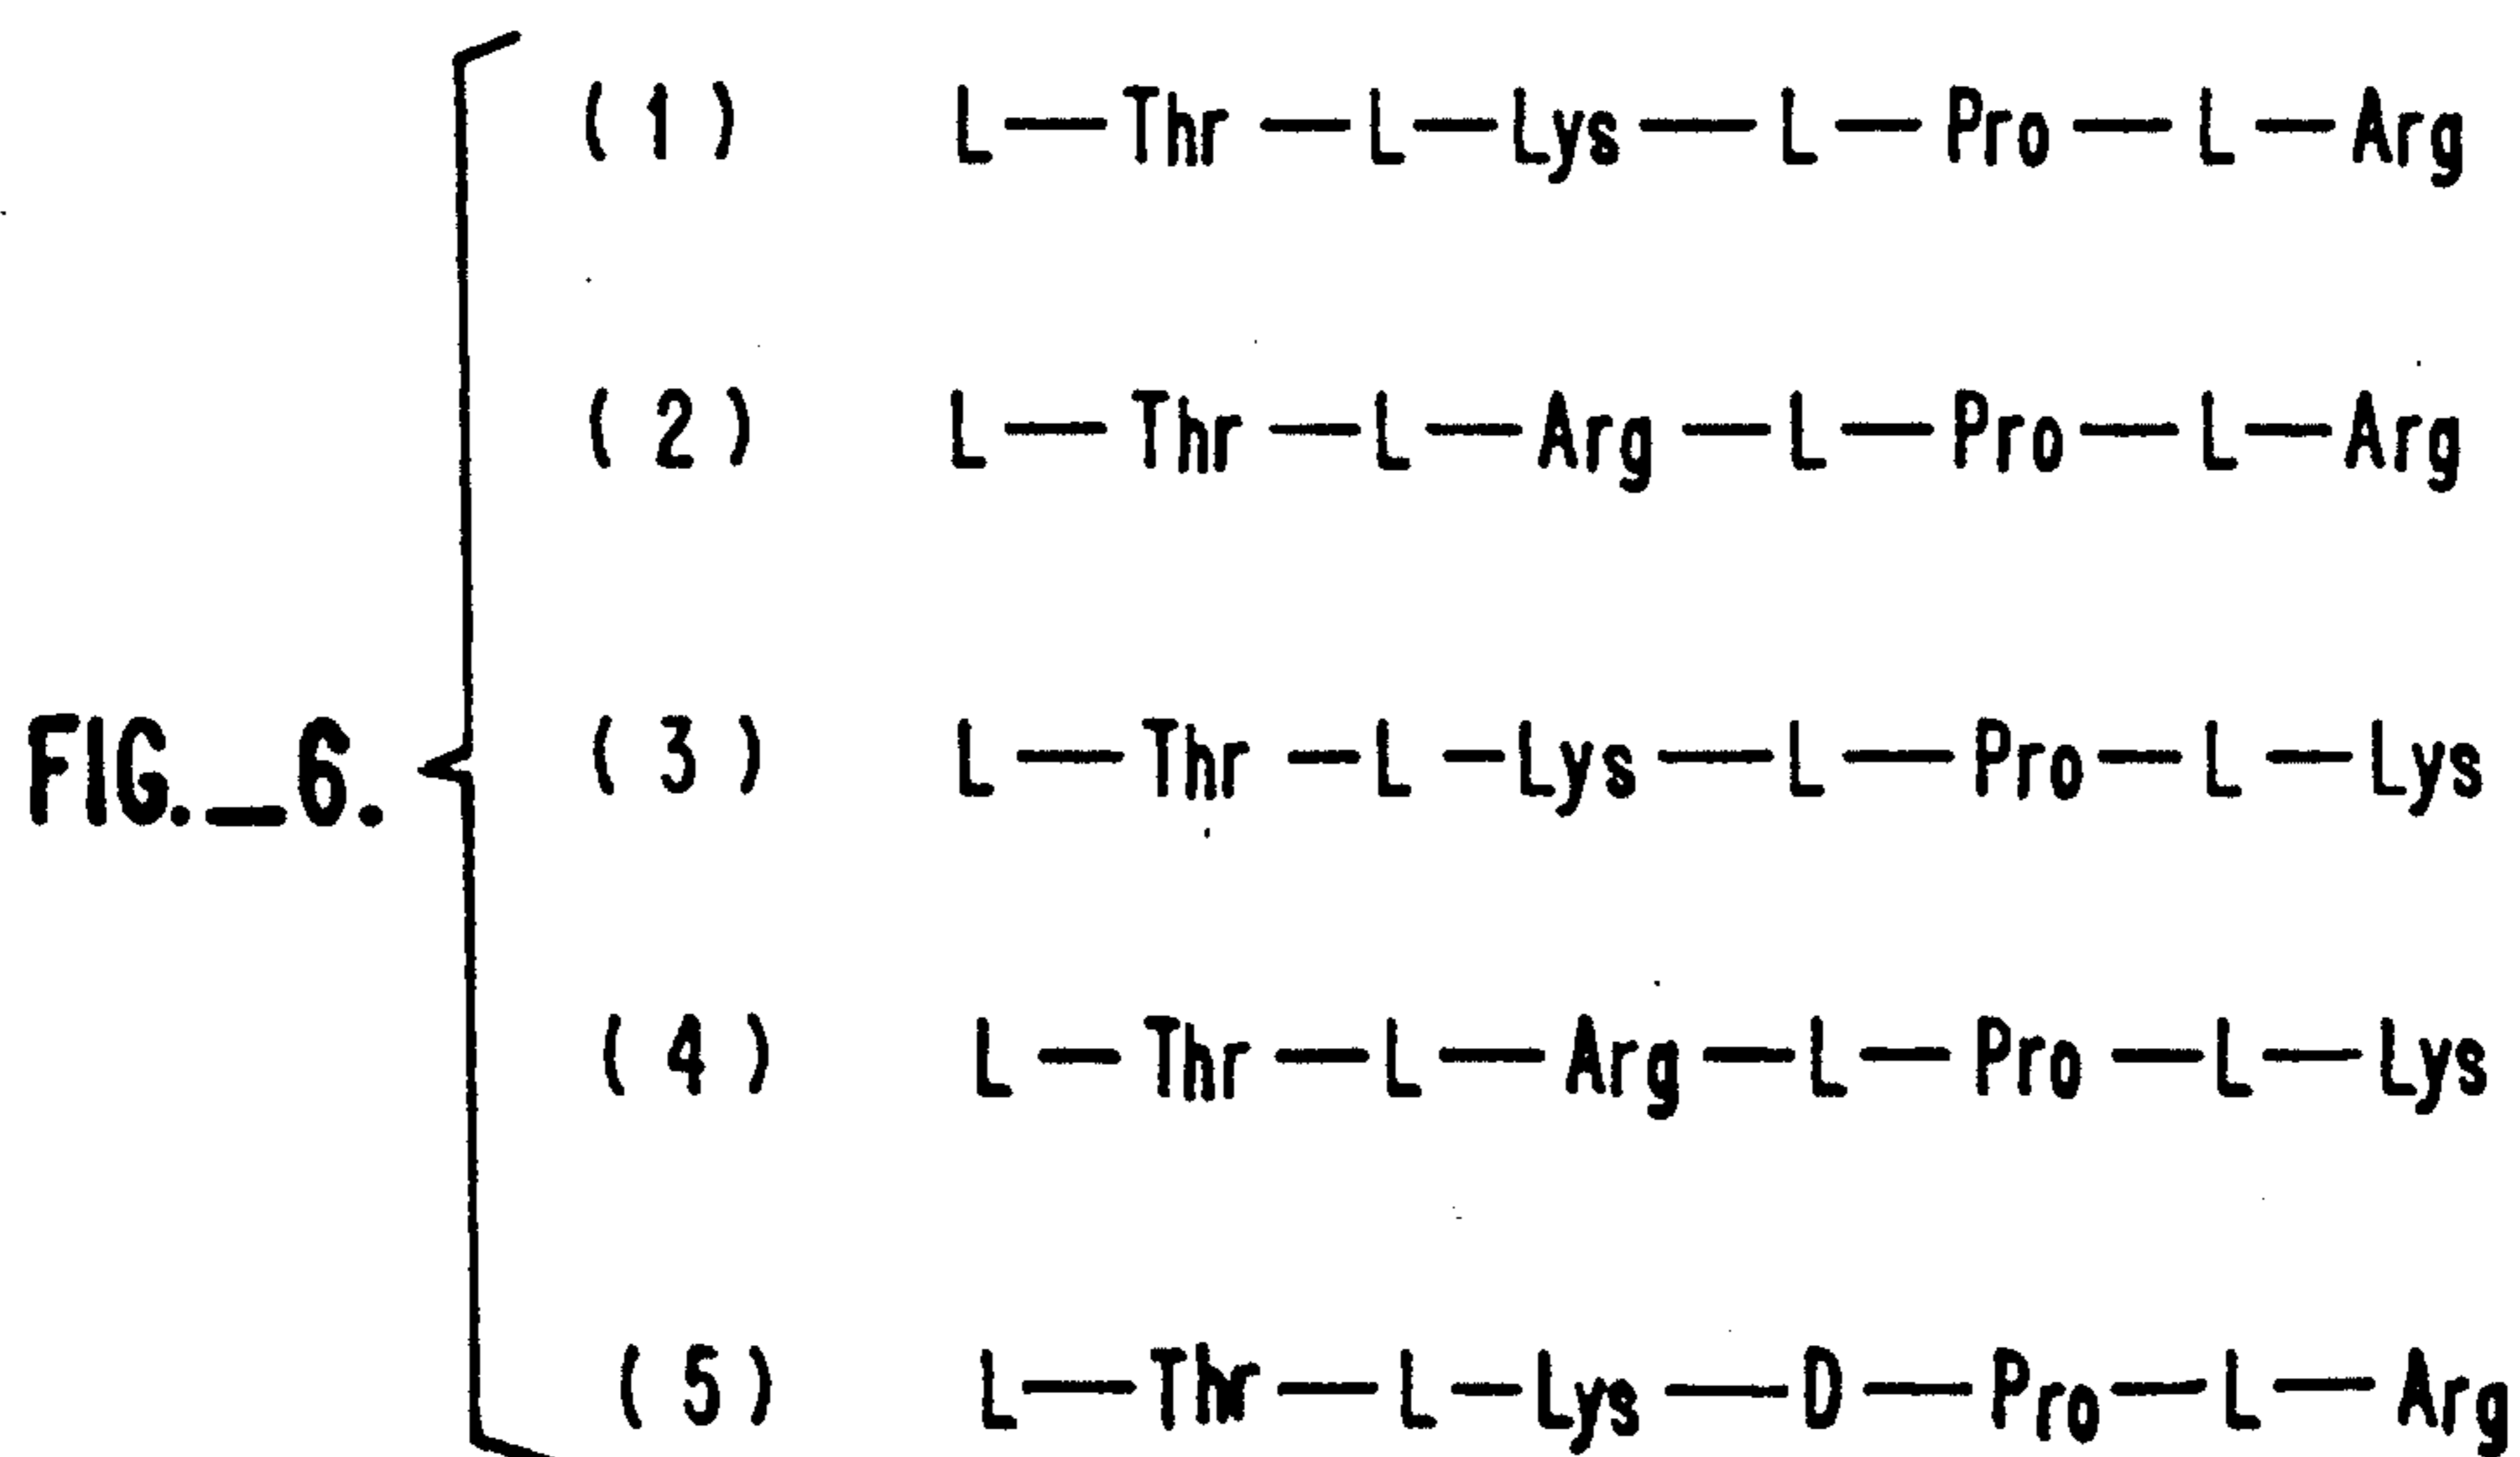 ( 1 ) L—Thr—L—Lys—L—Pro—L—Arg
( 2 ) L—Thr—L—Arg—L—Pro—L—Arg
FIG._6. ( 3 ) L—Thr—L—Lys—L—Pro—L—Lys
( 4 ) L—Thr—L—Arg—L—Pro—L—Lys
( 5 ) L—Thr—L—Lys—D—Pro—L—Arg